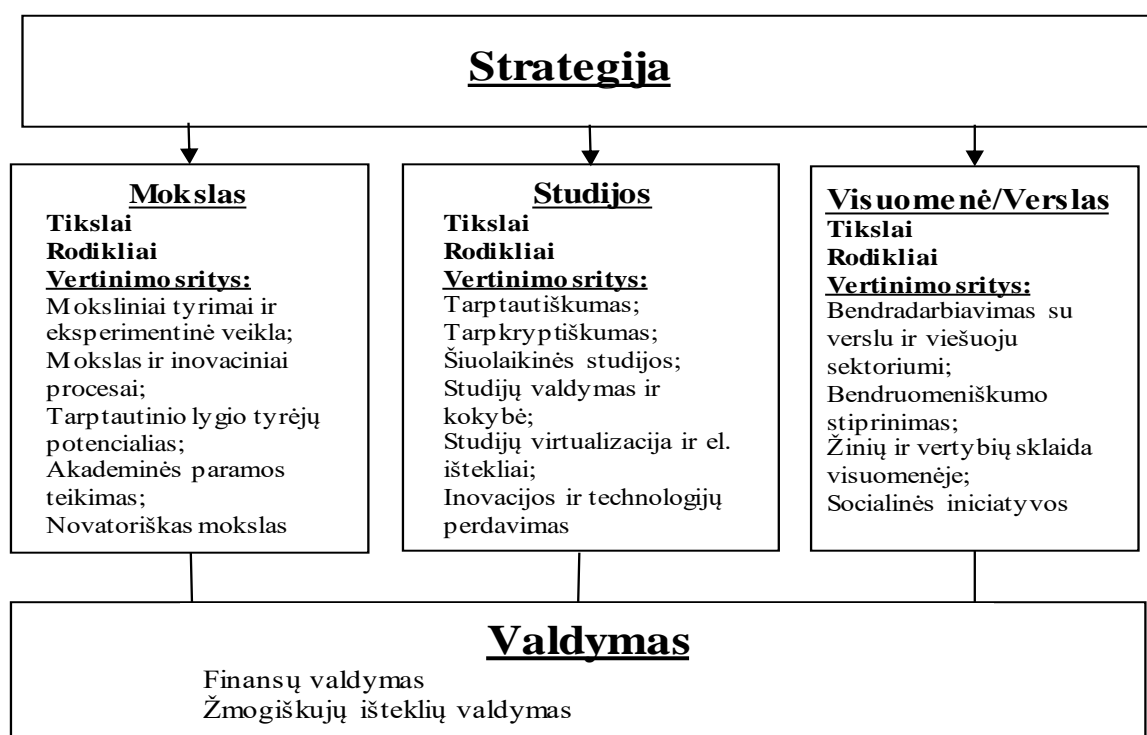 Strategija
Mokslas
Tikslai
Rodikliai
Vertinimo sritys:
Moksliniai tyrimai ir
eksperimentinė veikla;
Mokslas ir inovaciniai
procesai;
Tarptautinio lygio tyrėjų
potencialias;
Akademinės paramos
teikimas;
Novatoriškas mokslas
Studijos
Tikslai
Rodikliai
Vertinimo sritys:
Tarptautiškumas;
Tarpkryptiškumas;
Šiuolaikinės studijos;
Studijų valdymas ir
kokybė;
Studijų virtualizacija ir el.
ištekliai;
Inovacijos ir technologijų
perdavimas
Visuomenė/Verslas
Tikslai
Rodikliai
Vertinimo sritys:
Bendradarbiavimas su
verslu ir viešuoju
sektoriumi;
Bendruomeniškumo
stiprinimas;
Žinių ir vertybių sklaida
visuomenėje;
Socialinės iniciatyvos
Valdymas
Finansų valdymas
Žmogiškujų išteklių valdymas